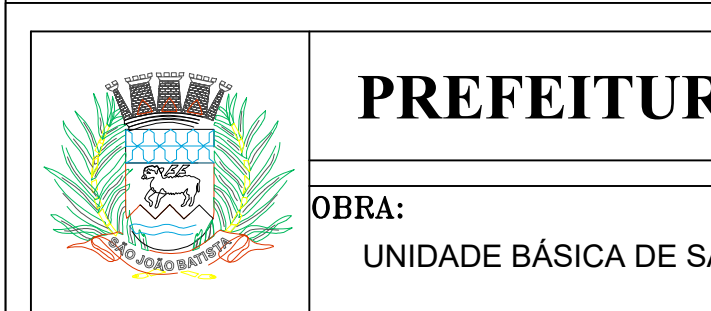 PREFEITUR
OBRA:
UNIDADE BÁSICA DE SA
SÃO JOÃO BATISTA